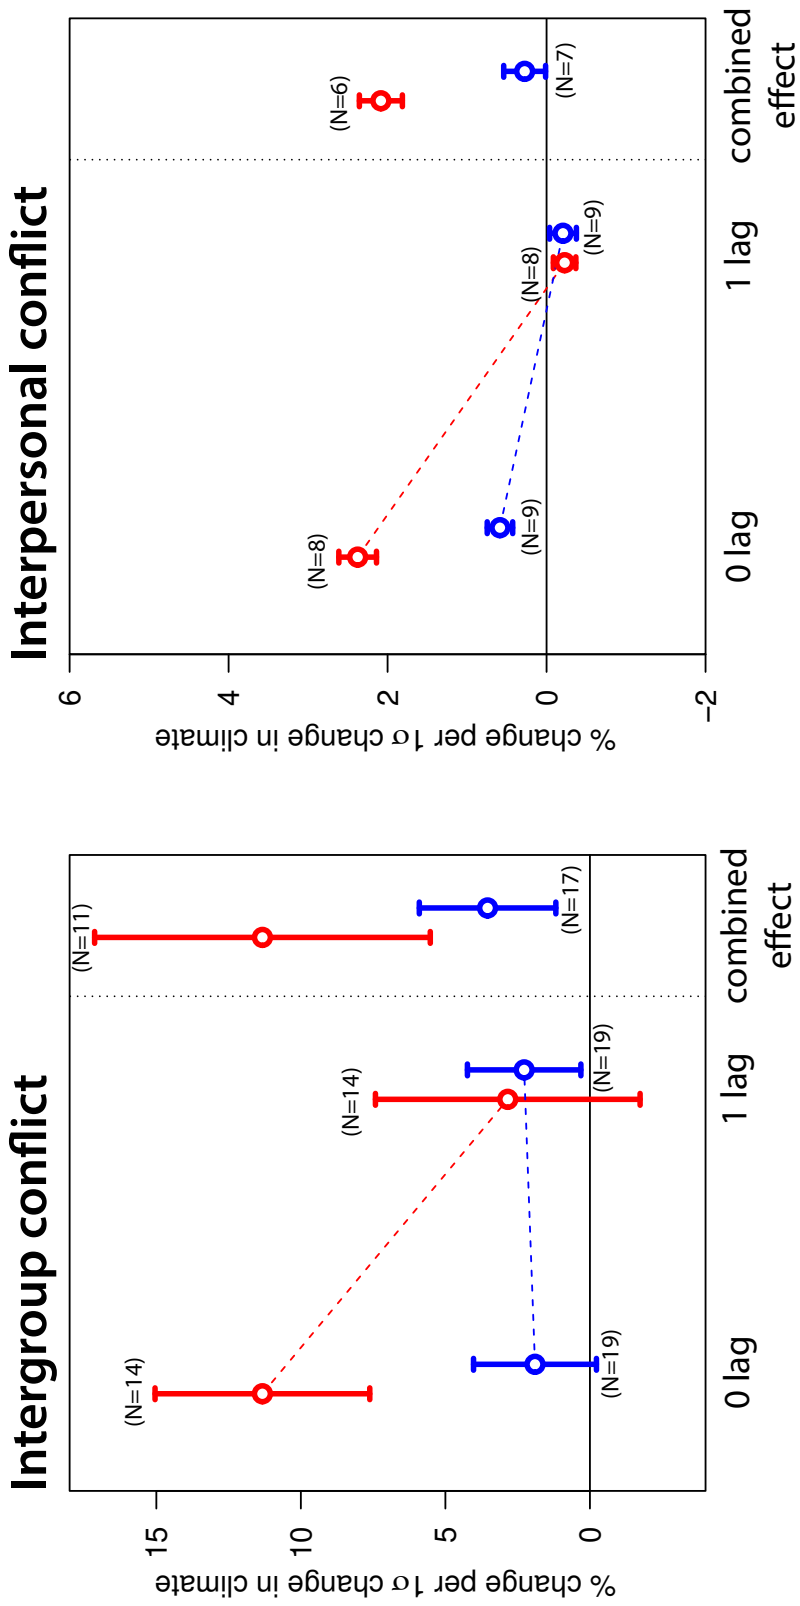 Intergroup conflict
% change per 1σ change in climate
15
10
5
0
(N=14)
(N=19)
(N=14)
(N=19)
(N=11)
(N=17)
0 lag
1 lag
combined
effect
Interpersonal conflict
% change per 1σ change in climate
6
4
2
0
−2
(N=8)
(N=9)
(N=8)
(N=9)
(N=6)
(N=7)
0 lag
1 lag
combined
effect